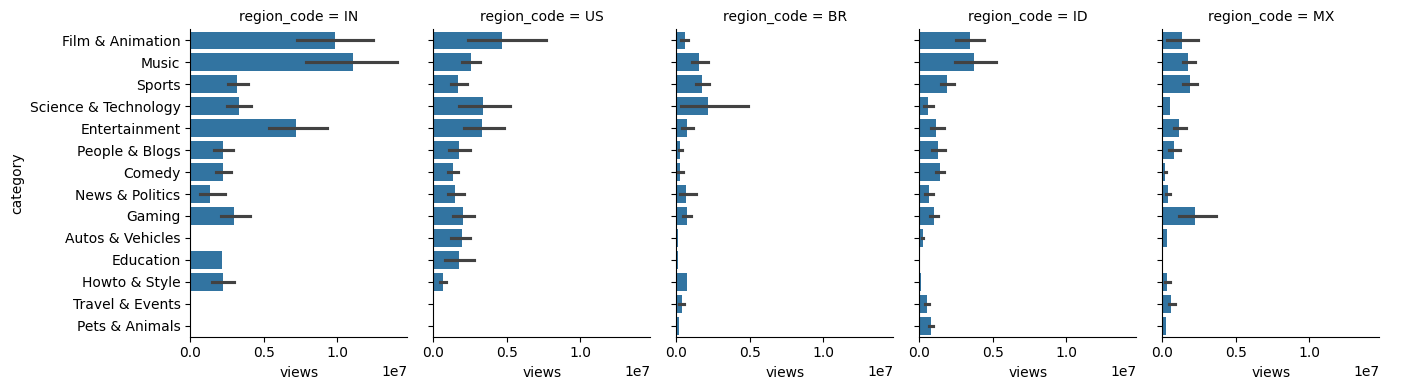 region_code = IN
region_code = US
region_code = BR
region_code = ID
region_code = MX
category
Film & Animation
Music
Sports
Science & Technology
Entertainment
People & Blogs
Comedy
News & Politics
Gaming
Autos & Vehicles
Education
Howto & Style
Travel & Events
Pets & Animals
0.0 0.5 1.0
views 1e7
0.0 0.5 1.0
views 1e7
0.0 0.5 1.0
views 1e7
0.0 0.5 1.0
views 1e7
0.0 0.5 1.0
views 1e7